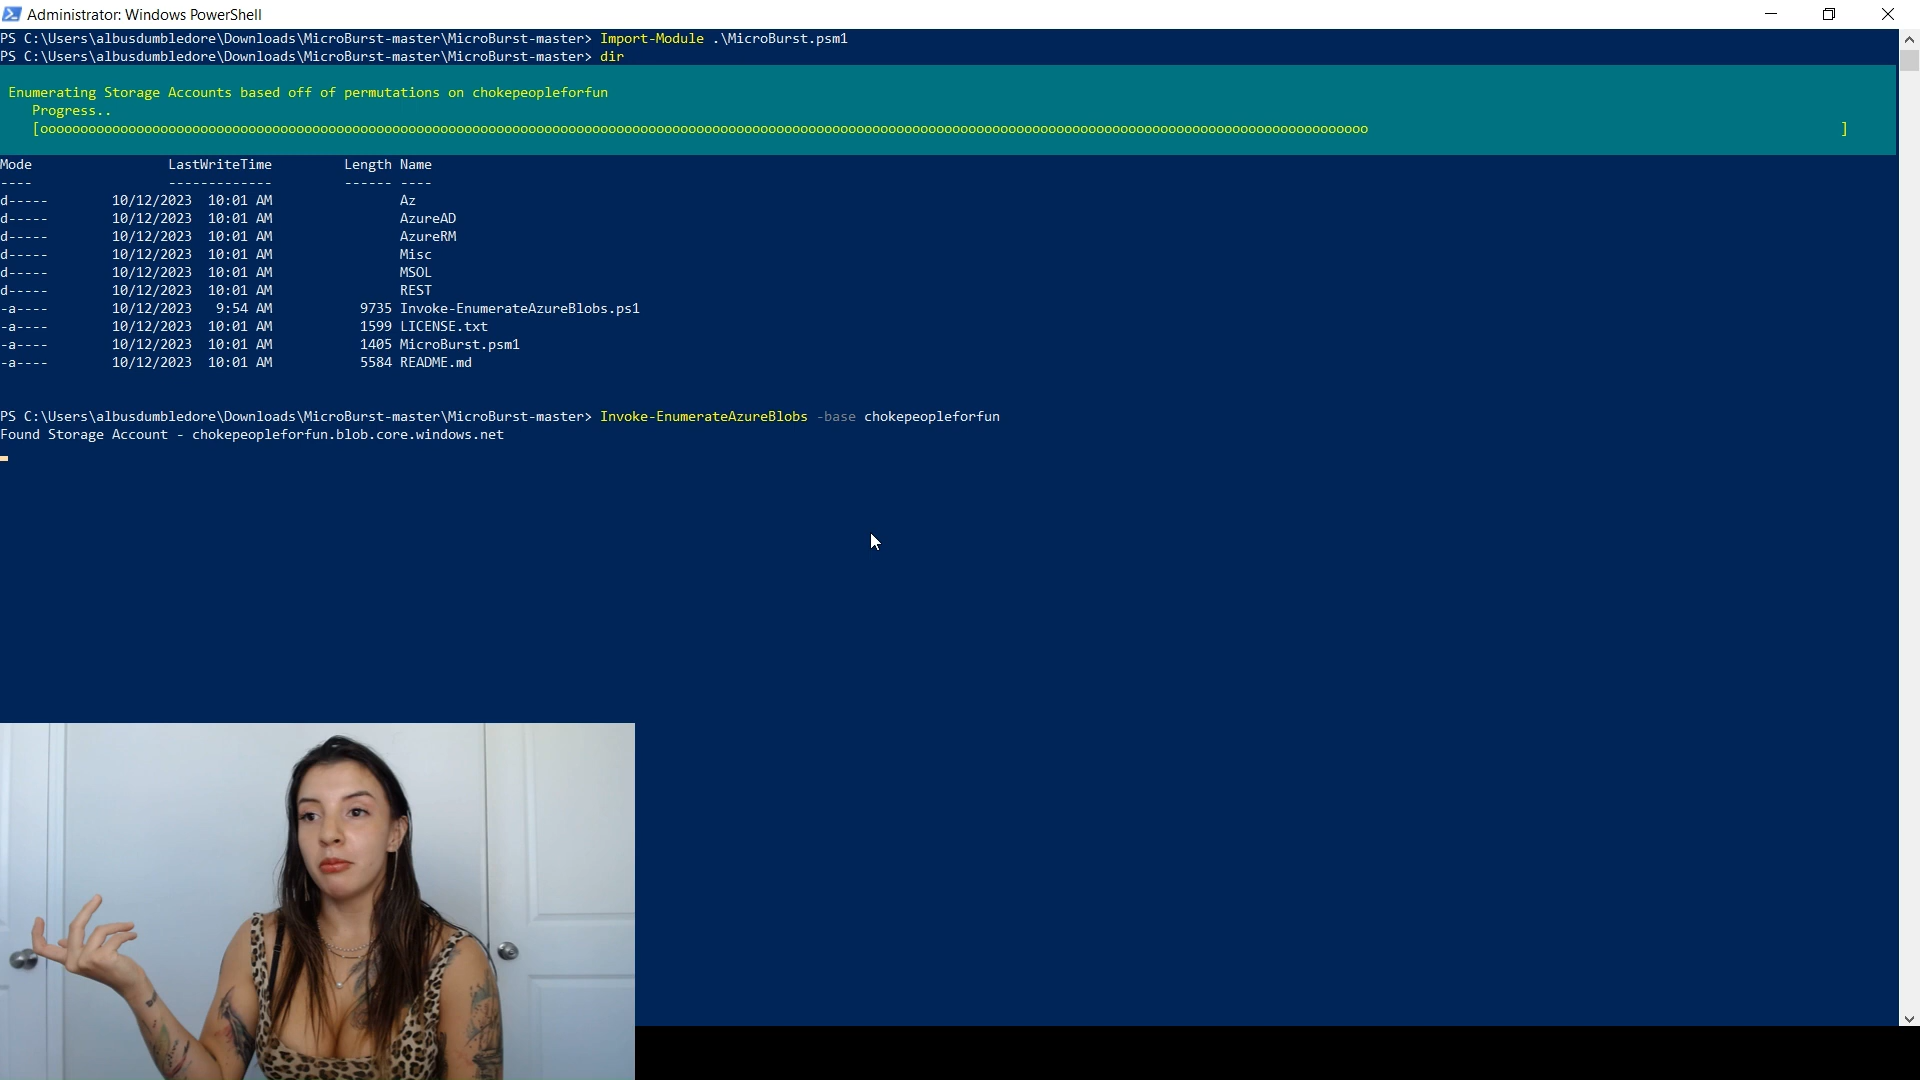 Administrator: Windows PowerShell
PS C:\Users\albusdumbledore\Downloads\MicroBurst-master\MicroBurst-master> Import-Module .\MicroBurst.psm1
PS C:\Users\albusdumbledore\Downloads\MicroBurst-master\MicroBurst-master> dir
Enumerating Storage Accounts based off of permutations on chokepeopleforfun
Progress..
[oooooooooooooooooooooooooooooooooooooooooooooooooooooooooooooooooooooooooooooooooooooooooooooooooooooooooooooooooooooooooooooooooooooooooooooooooooooooooooooooooooooo ]
Mode LastWriteTime Length Name
---- ------------- ------ ----
d----- 10/12/2023 10:01 AM Az
d----- 10/12/2023 10:01 AM AzureAD
d----- 10/12/2023 10:01 AM AzureRM
d----- 10/12/2023 10:01 AM Misc
d----- 10/12/2023 10:01 AM MSOL
d----- 10/12/2023 10:01 AM REST
-a---- 10/12/2023 9:54 AM 9735 Invoke-EnumerateAzureBlobs.ps1
-a---- 10/12/2023 10:01 AM 1599 LICENSE.txt
-a---- 10/12/2023 10:01 AM 1405 MicroBurst.psm1
-a---- 10/12/2023 10:01 AM 5584 README.md
PS C:\Users\albusdumbledore\Downloads\MicroBurst-master\MicroBurst-master> Invoke-EnumerateAzureBlobs -base chokepeopleforfun
Found Storage Account - chokepeopleforfun.blob.core.windows.net